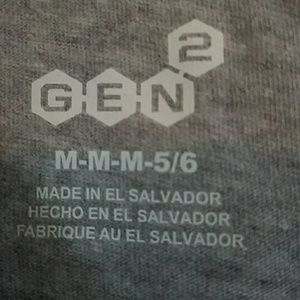 GEN2
M-M-M-5/6
MADE IN EL SALVADOR
HECHO EN EL SALVADOR
FABRIQUE AU EL SALVADOR